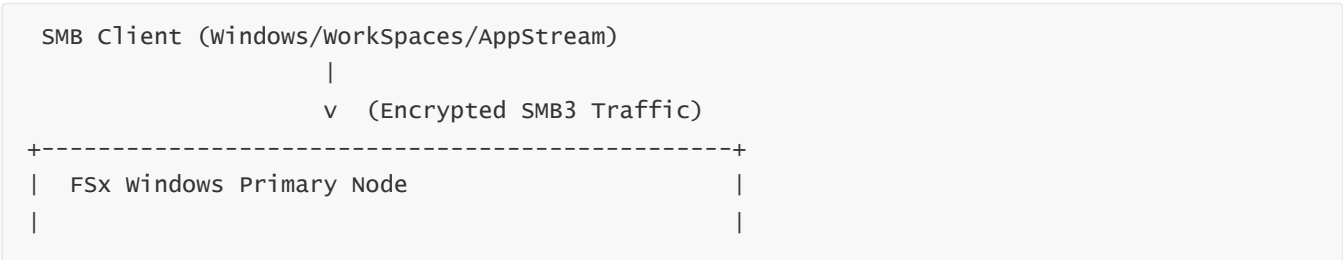 SMB Client (Windows/WorkSpaces/AppStream)
|
v (Encrypted SMB3 Traffic)
+-------------------------------------------------+
| FSx Windows Primary Node |
| |